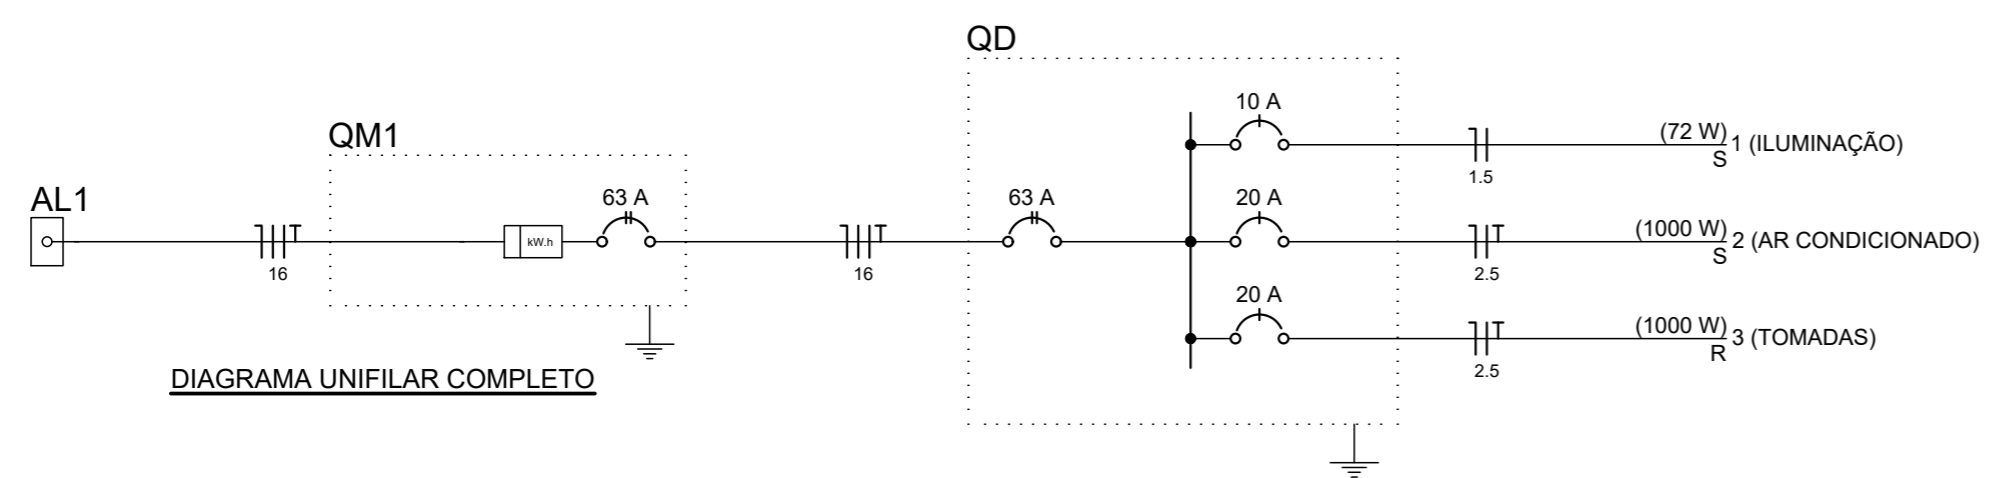 QD
10 A
(72 W)
1 (ILUMINAÇÃO)
S
1.5
QM1
AL1
63 A
63 A
20 A
(1000 W)
2 (AR CONDICIONADO)
S
kW.h
16
16
2.5
20 A
(1000 W)
3 (TOMADAS)
R
2.5
DIAGRAMA UNIFILAR COMPLETO